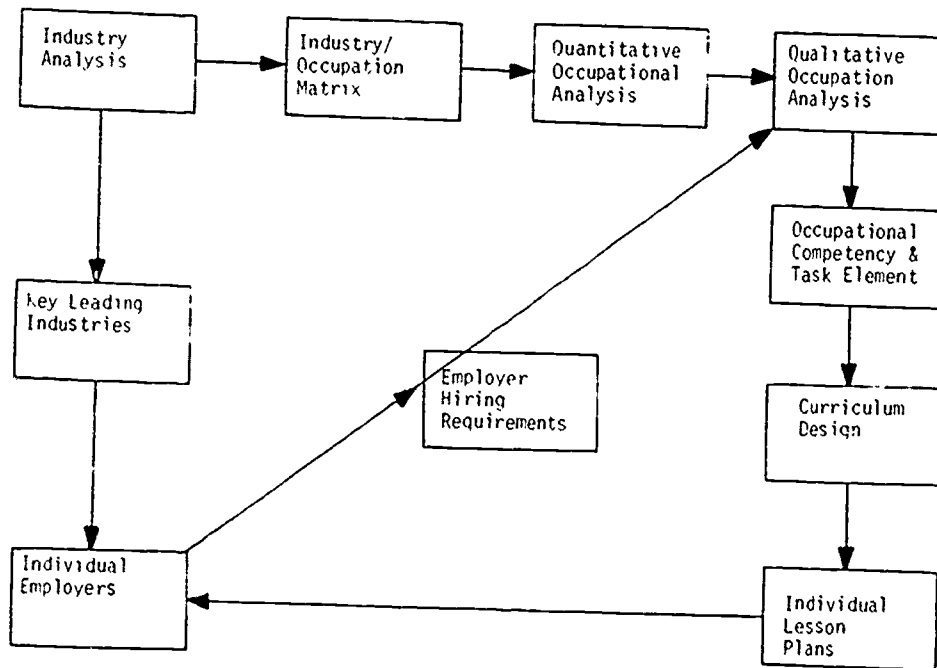 Industry
Analysis
Industry/
Occupation
Matrix
Quantitative
Occupational
Analysis
Qualitative
Occupation
Analysis
Occupational
Competency &
Task Element
Key Leading
Industries
Employer
Hiring
Requirements
Curriculum
Design
Individual
Employers
Individual
Lesson
Plans